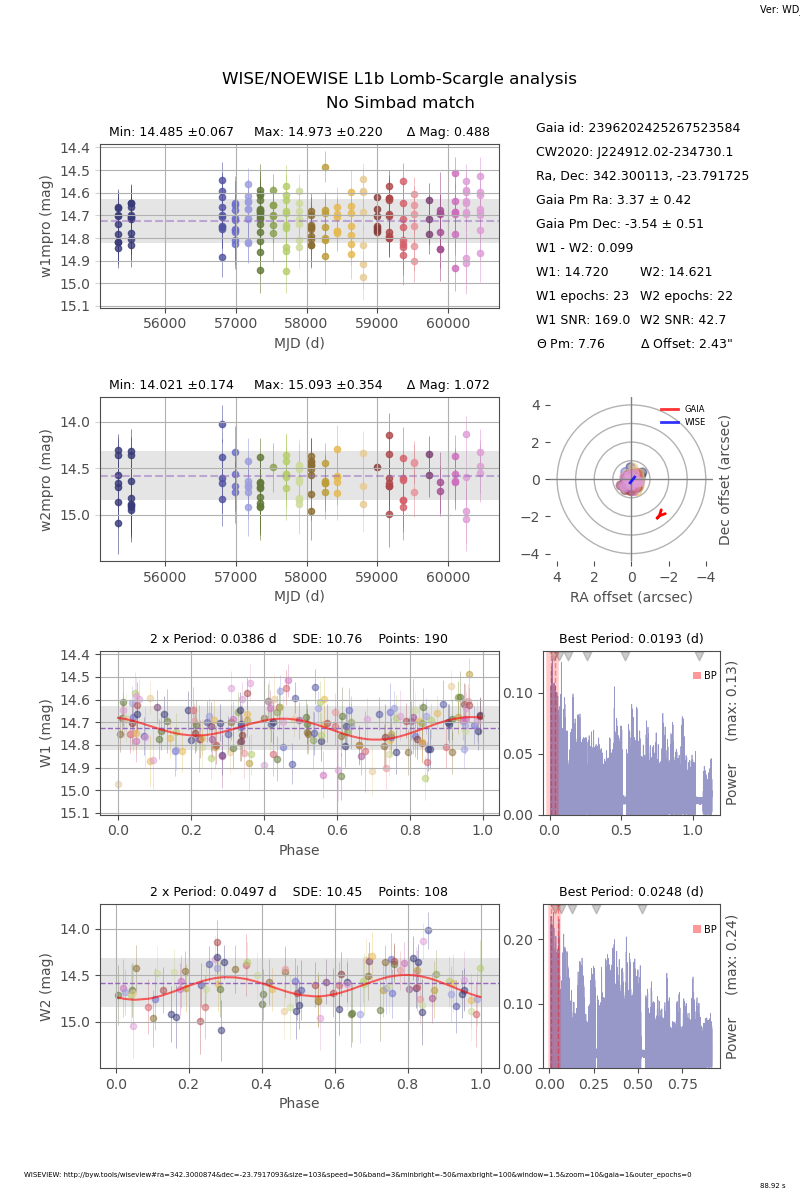 Ver: WD_
WISE/NOEWISE L1b Lomb-Scargle analysis
No Simbad match
Min: 14.485 ±0.067 Max: 14.973 ±0.220 Δ Mag: 0.488
14.4
14.5
14.6
14.7
14.8
14.9
15.0
15.1
w1mpro (mag)
56000 57000 58000 59000 60000
MJD (d)
Gaia id: 2396202425267523584
CW2020: J224912.02-234730.1
Ra, Dec: 342.300113, -23.791725
Gaia Pm Ra: 3.37 ± 0.42
Gaia Pm Dec: -3.54 ± 0.51
W1 - W2: 0.099
W1: 14.720 W2: 14.621
W1 epochs: 23 W2 epochs: 22
W1 SNR: 169.0 W2 SNR: 42.7
Θ Pm: 7.76 Δ Offset: 2.43"
Min: 14.021 ±0.174 Max: 15.093 ±0.354 Δ Mag: 1.072
14.0
14.5
15.0
w2mpro (mag)
56000 57000 58000 59000 60000
MJD (d)
4
2
0
−2
−4
GAIA
WISE
Dec offset (arcsec)
4 2 0 −2 −4
RA offset (arcsec)
2 x Period: 0.0386 d SDE: 10.76 Points: 190
14.4
14.5
14.6
14.7
14.8
14.9
15.0
15.1
W1 (mag)
0.0 0.2 0.4 0.6 0.8 1.0
Phase
Best Period: 0.0193 (d)
0.10
0.05
0.00
BP
Power (max: 0.13)
0.0 0.5 1.0
2 x Period: 0.0497 d SDE: 10.45 Points: 108
14.0
14.5
15.0
W2 (mag)
0.0 0.2 0.4 0.6 0.8 1.0
Phase
Best Period: 0.0248 (d)
0.20
0.10
0.00
BP
Power (max: 0.24)
0.00 0.25 0.50 0.75
WISEVIEW: http://byw.tools/wiseview#ra=342.3000874&dec=-23.7917093&size=103&speed=50&band=3&minbright=-50&maxbright=100&window=1.5&zoom=10&gaia=1&outer_epochs=0
88.92 s